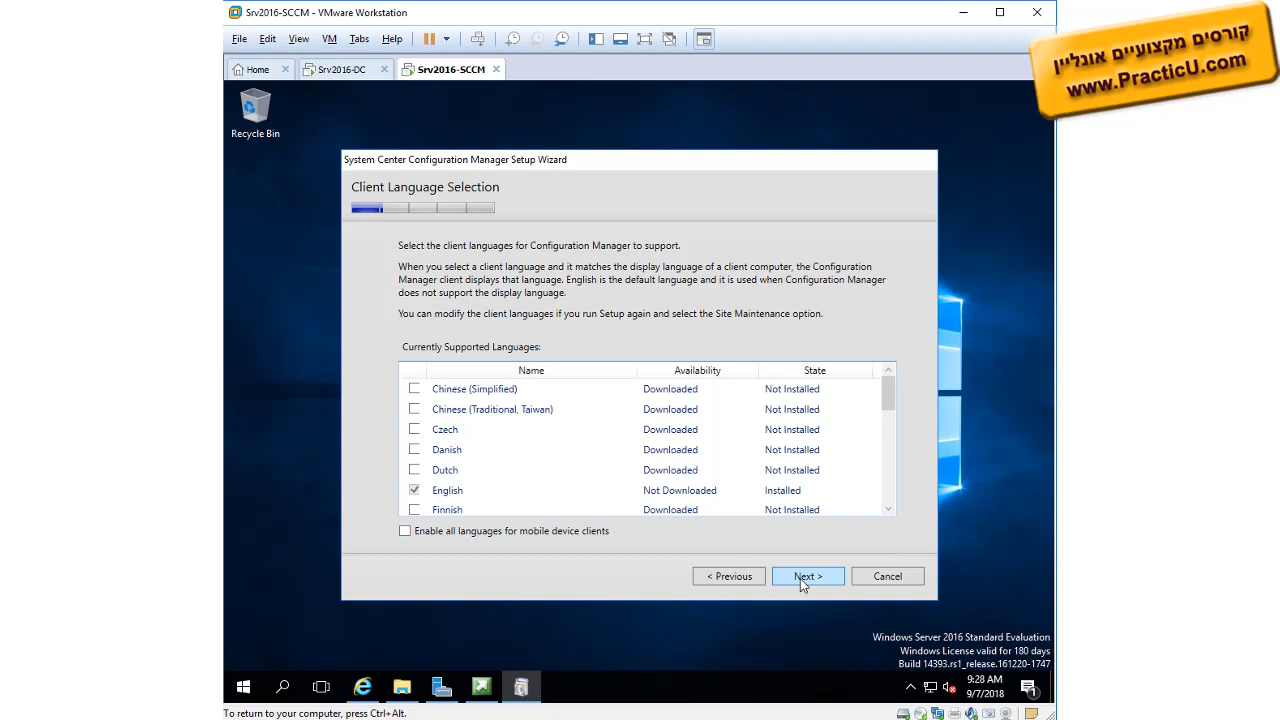 Srv2016-SCCM - VMware Workstation
File Edit View VM Tabs Help
Home Srv2016-DC Srv2016-SCCM
קורסים מקצועיים אונליין
www.PracticU.com
Recycle Bin
System Center Configuration Manager Setup Wizard
Client Language Selection
Select the client languages for Configuration Manager to support.
When you select a client language and it matches the display language of a client computer, the Configuration
Manager client displays that language. English is the default language and it is used when Configuration Manager
does not support the display language.
You can modify the client languages if you run Setup again and select the Site Maintenance option.
Currently Supported Languages:
Name Availability State
Chinese (Simplified) Downloaded Not Installed
Chinese (Traditional, Taiwan) Downloaded Not Installed
Czech Downloaded Not Installed
Danish Downloaded Not Installed
Dutch Downloaded Not Installed
English Not Downloaded Installed
Finnish Downloaded Not Installed
Enable all languages for mobile device clients
< Previous Next > Cancel
Windows Server 2016 Standard Evaluation
Windows License valid for 180 days
Build 14393.rs1_release.161220-1747
9:28 AM
9/7/2018
1
To return to your computer, press Ctrl+Alt.